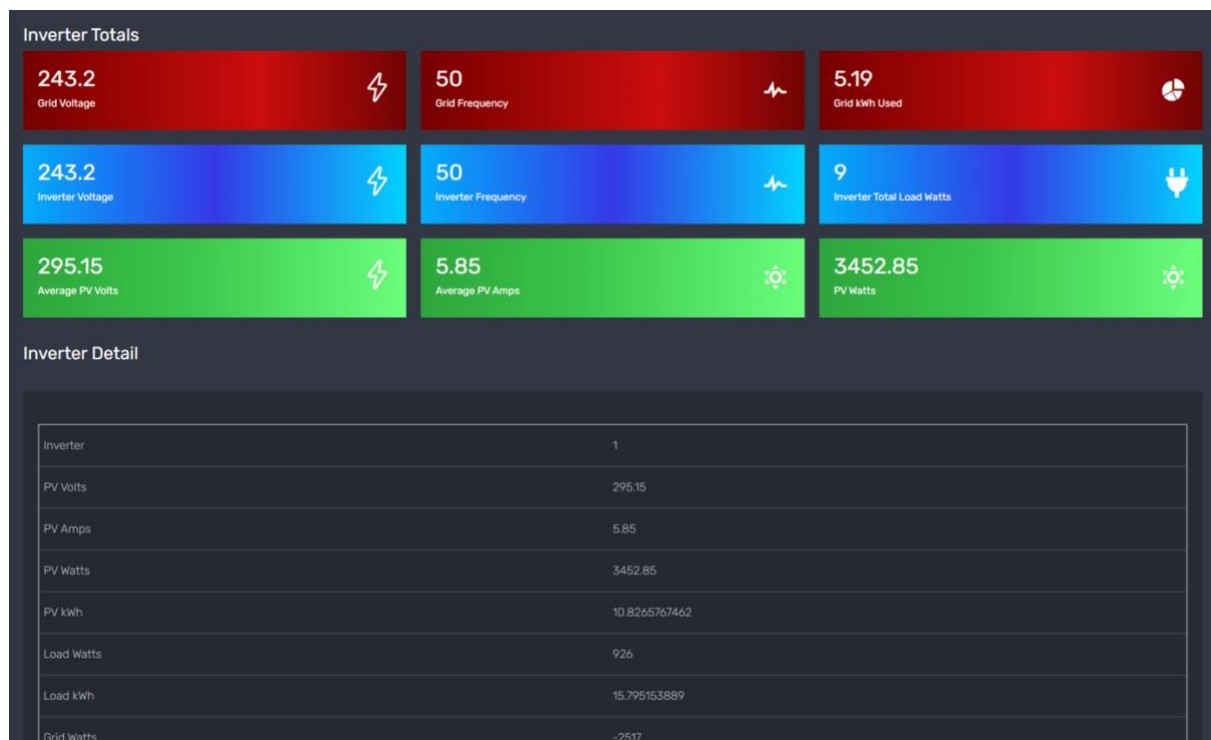 Inverter Totals
243.2
Grid Voltage
50
Grid Frequency
5.19
Grid kWh Used
243.2
Inverter Voltage
50
Inverter Frequency
9
Inverter Total Load Watts
295.15
Average PV Volts
5.85
Average PV Amps
3452.85
PV Watts
Inverter Detail
Inverter 1
PV Volts 295.15
PV Amps 5.85
PV Watts 3452.85
PV kWh 10.8265767462
Load Watts 926
Load kWh 15.795153889
Grid Watts -2517